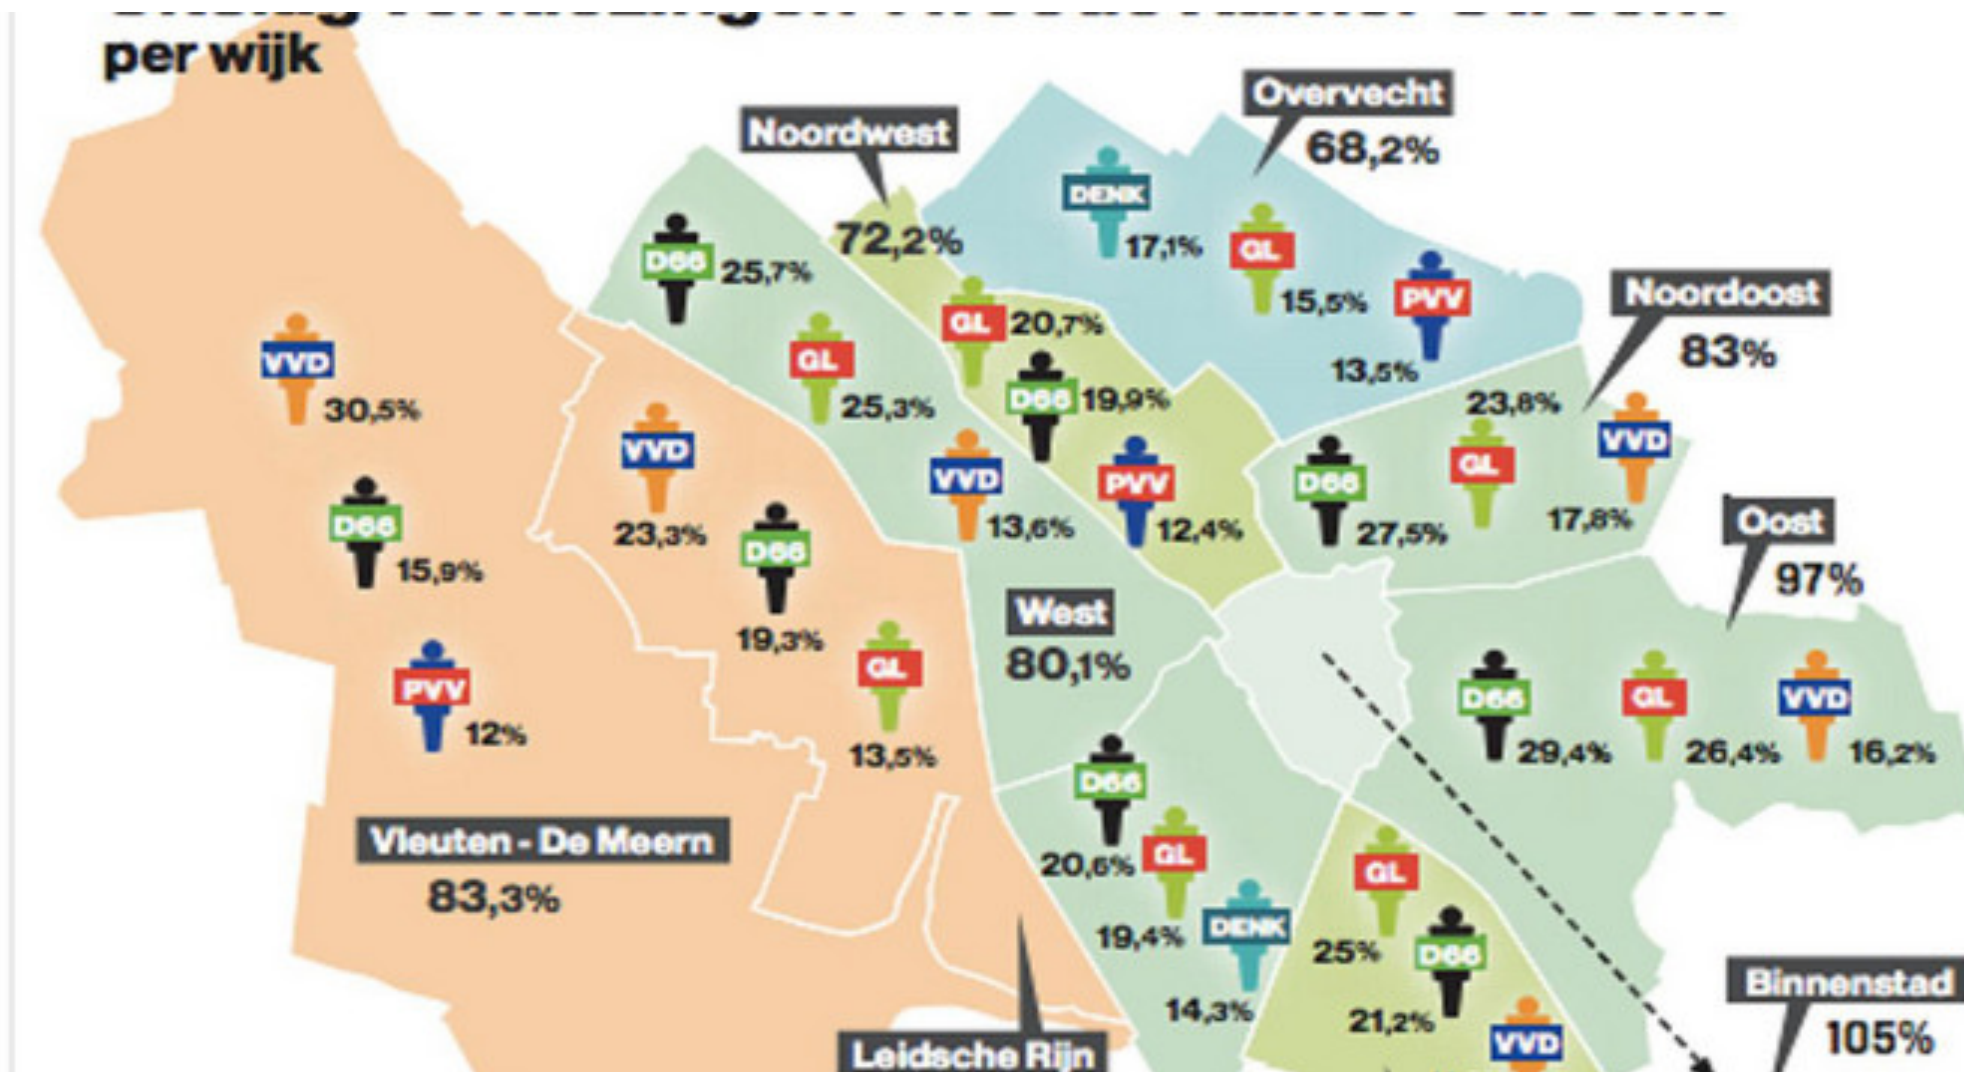 per wijk
Noordwest
72,2%
Overvecht
68,2%
Noordoost
83%
Oost
97%
West
80,1%
Vleuten - De Meern
83,3%
Leidsche Rijn
Binnenstad
105%
VVD
30,5%
D66
15,9%
PVV
12%
VVD
23,3%
D66
19,3%
GL
13,5%
D66
25,7%
GL
25,3%
VVD
13,6%
GL
20,7%
D66
19,9%
PVV
12,4%
DENK
17,1%
GL
15,5%
PVV
13,5%
D66
27,5%
GL
23,8%
VVD
17,8%
D66
29,4%
GL
26,4%
VVD
16,2%
D66
20,6%
GL
19,4%
DENK
14,3%
GL
25%
D66
21,2%
VVD